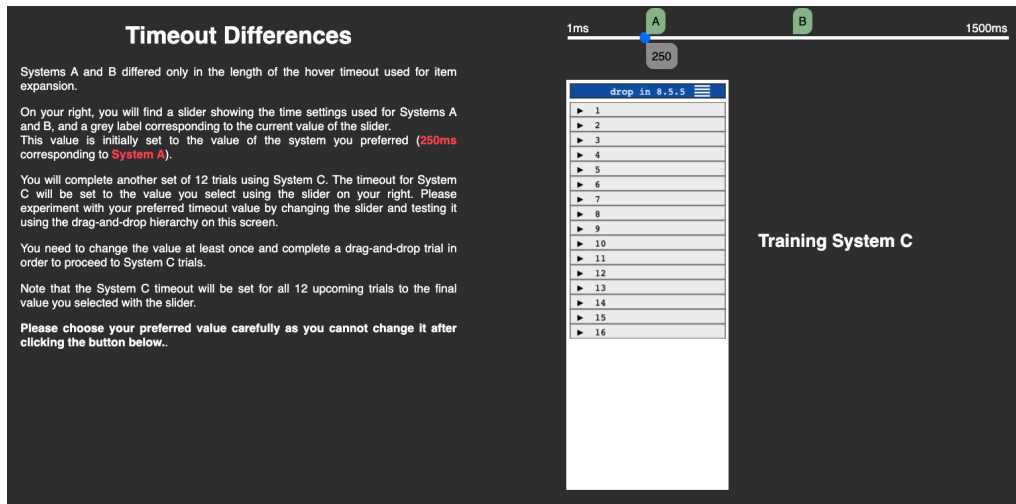 Timeout Differences
Systems A and B differed only in the length of the hover timeout used for item
expansion.
On your right, you will find a slider showing the time settings used for Systems A
and B, and a grey label corresponding to the current value of the slider.
This value is initially set to the value of the system you preferred (250ms
corresponding to System A).
You will complete another set of 12 trials using System C. The timeout for System
C will be set to the value you select using the slider on your right. Please
experiment with your preferred timeout value by changing the slider and testing it
using the drag-and-drop hierarchy on this screen.
You need to change the value at least once and complete a drag-and-drop trial in
order to proceed to System C trials.
Note that the System C timeout will be set for all 12 upcoming trials to the final
value you selected with the slider.
Please choose your preferred value carefully as you cannot change it after
clicking the button below..
1ms
A
B
1500ms
250
drop in 8.5.5
1
2
3
4
5
6
7
8
9
10
11
12
13
14
15
16
Training System C